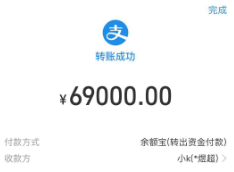 完成
转账成功
¥69000.00
付款方式 余额宝(转出资金付款)
收款方 小k(*煜超)